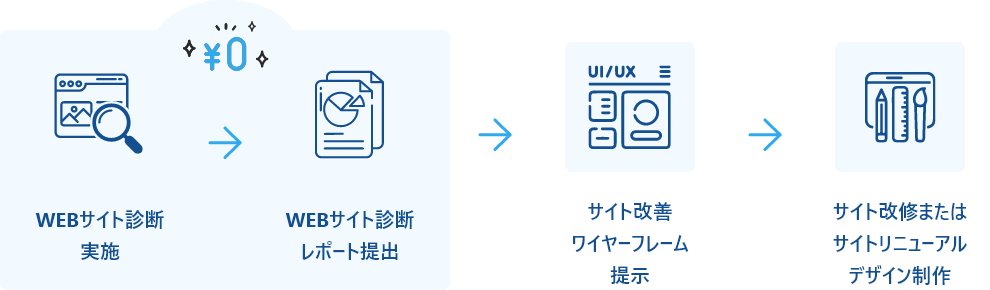 ¥0
WEBサイト診断
実施
WEBサイト診断
レポート提出
UI/UX
サイト改善
ワイヤーフレーム
提示
サイト改修または
サイトリニューアル
デザイン制作